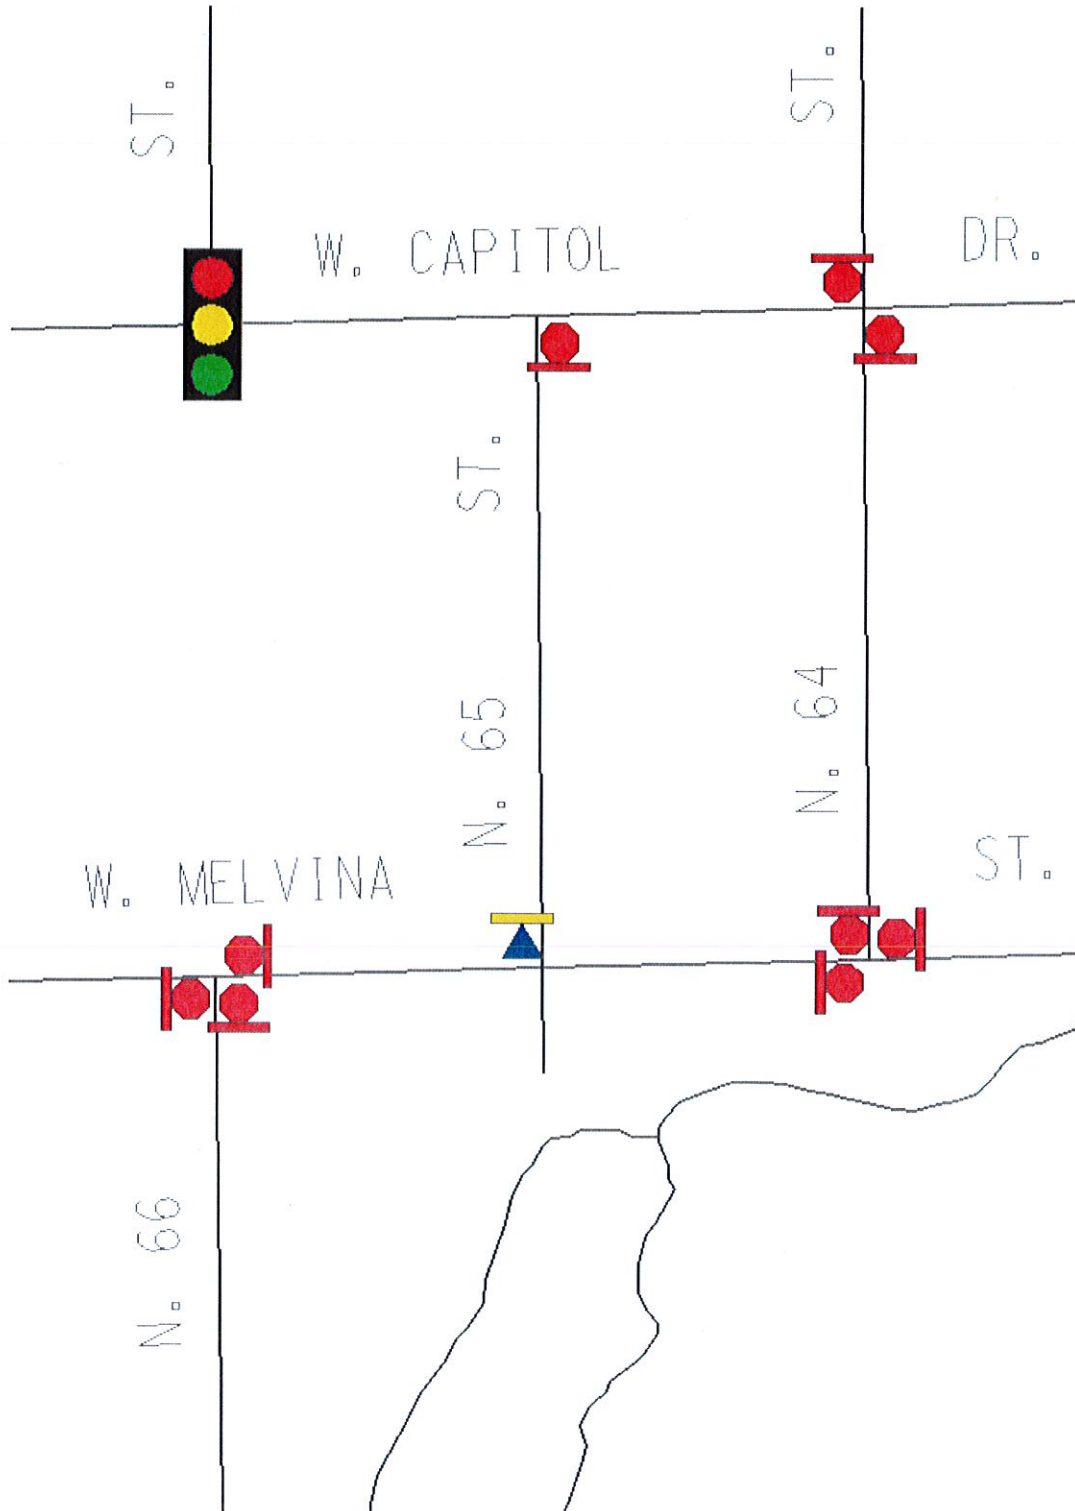 ST.
ST.
W. CAPITOL DR.
N. 65 ST.
N. 64
W. MELVINA ST.
N. 66